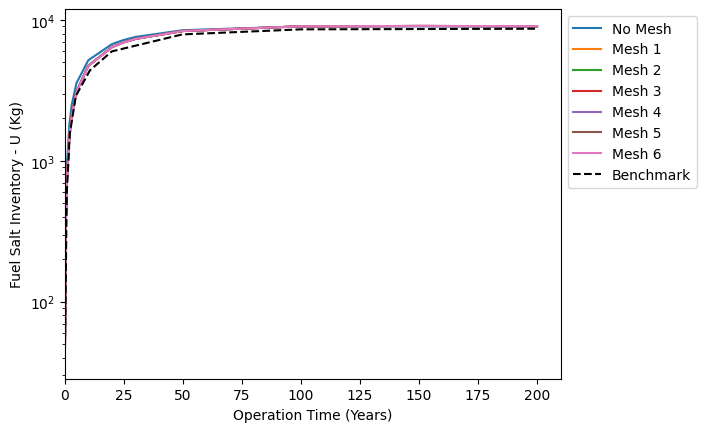 10⁴
10³
10²
Fuel Salt Inventory - U (Kg)
0 25 50 75 100 125 150 175 200
Operation Time (Years)
No Mesh
Mesh 1
Mesh 2
Mesh 3
Mesh 4
Mesh 5
Mesh 6
Benchmark